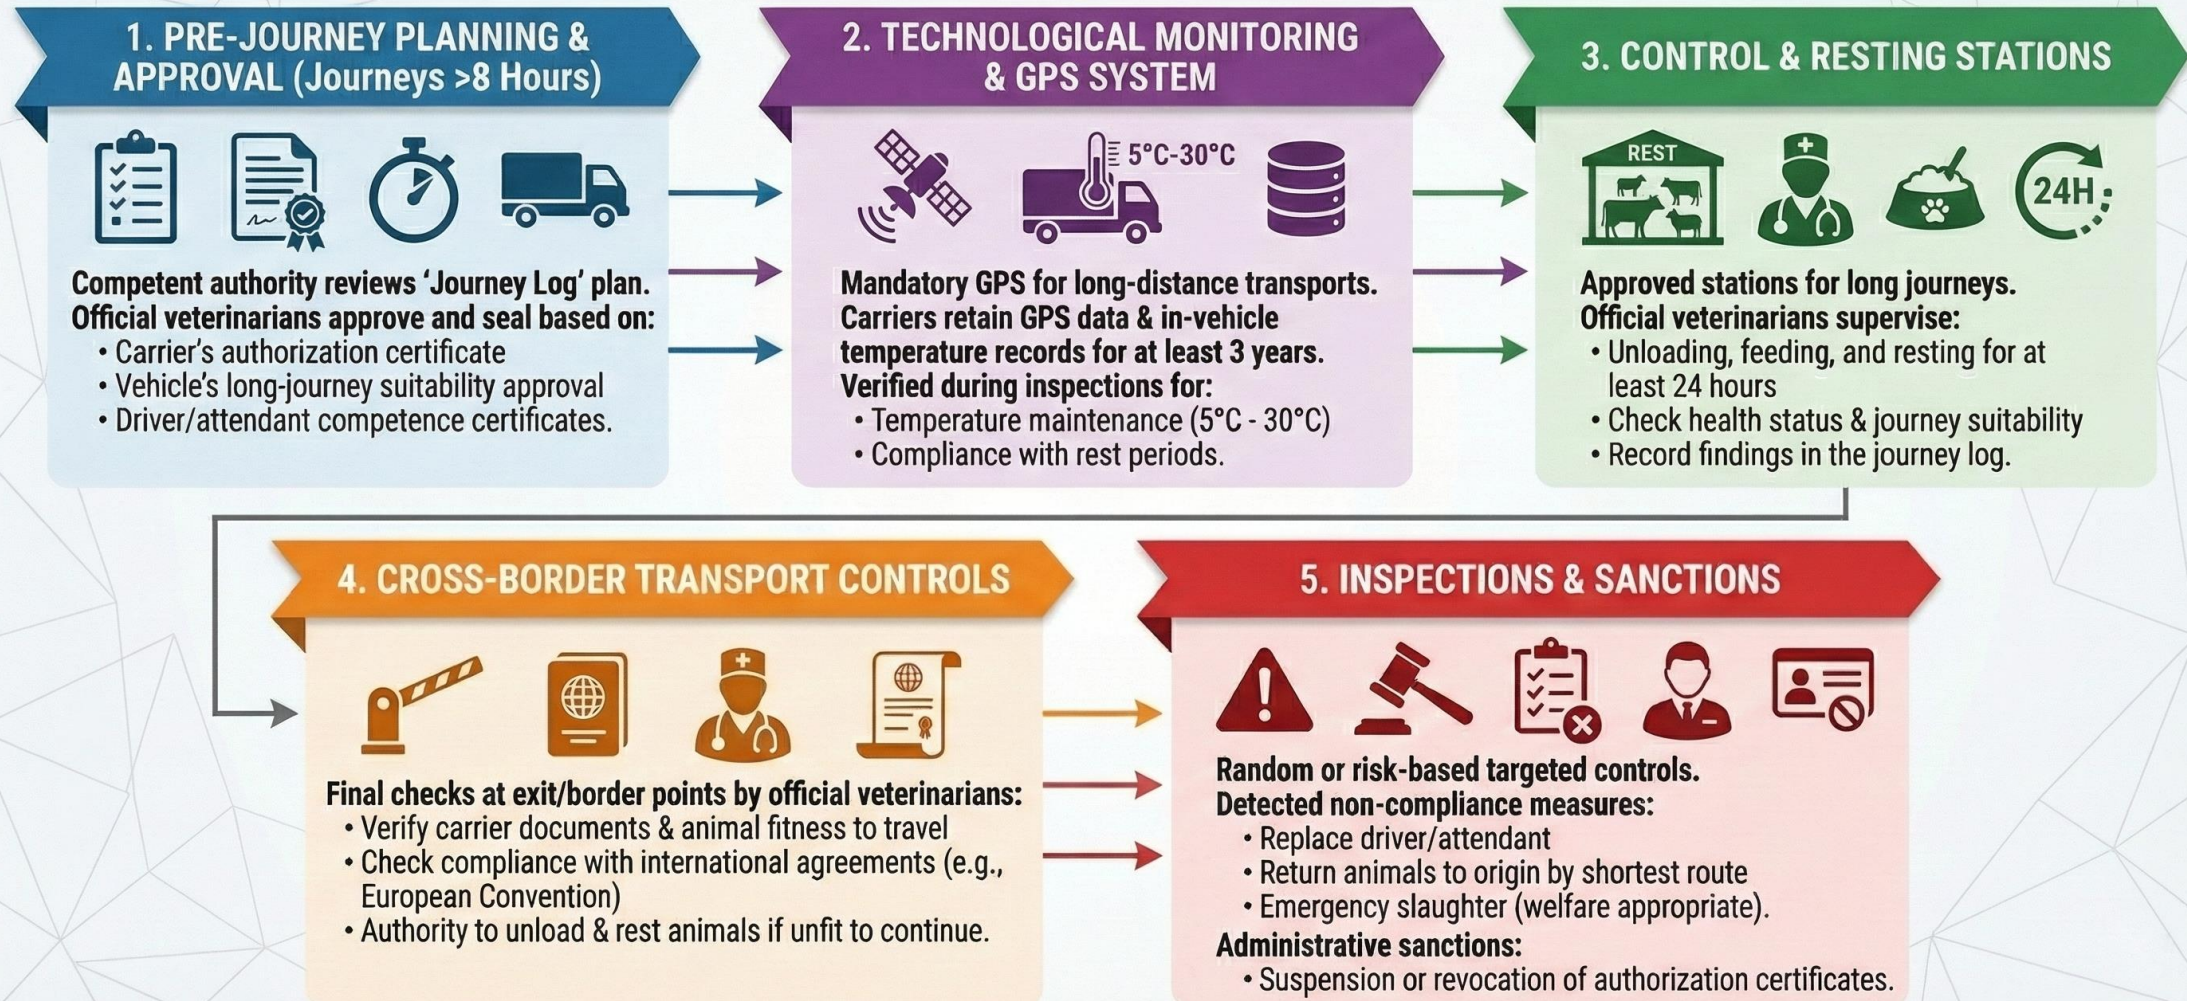 1. PRE-JOURNEY PLANNING &
APPROVAL (Journeys >8 Hours)
Competent authority reviews ‘Journey Log’ plan.
Official veterinarians approve and seal based on:
• Carrier’s authorization certificate
• Vehicle’s long-journey suitability approval
• Driver/attendant competence certificates.
2. TECHNOLOGICAL MONITORING
& GPS SYSTEM
5°C-30°C
Mandatory GPS for long-distance transports.
Carriers retain GPS data & in-vehicle
temperature records for at least 3 years.
Verified during inspections for:
• Temperature maintenance (5°C - 30°C)
• Compliance with rest periods.
3. CONTROL & RESTING STATIONS
REST
24H
Approved stations for long journeys.
Official veterinarians supervise:
• Unloading, feeding, and resting for at
least 24 hours
• Check health status & journey suitability
• Record findings in the journey log.
4. CROSS-BORDER TRANSPORT CONTROLS
Final checks at exit/border points by official veterinarians:
• Verify carrier documents & animal fitness to travel
• Check compliance with international agreements (e.g.,
European Convention)
• Authority to unload & rest animals if unfit to continue.
5. INSPECTIONS & SANCTIONS
Random or risk-based targeted controls.
Detected non-compliance measures:
• Replace driver/attendant
• Return animals to origin by shortest route
• Emergency slaughter (welfare appropriate).
Administrative sanctions:
• Suspension or revocation of authorization certificates.